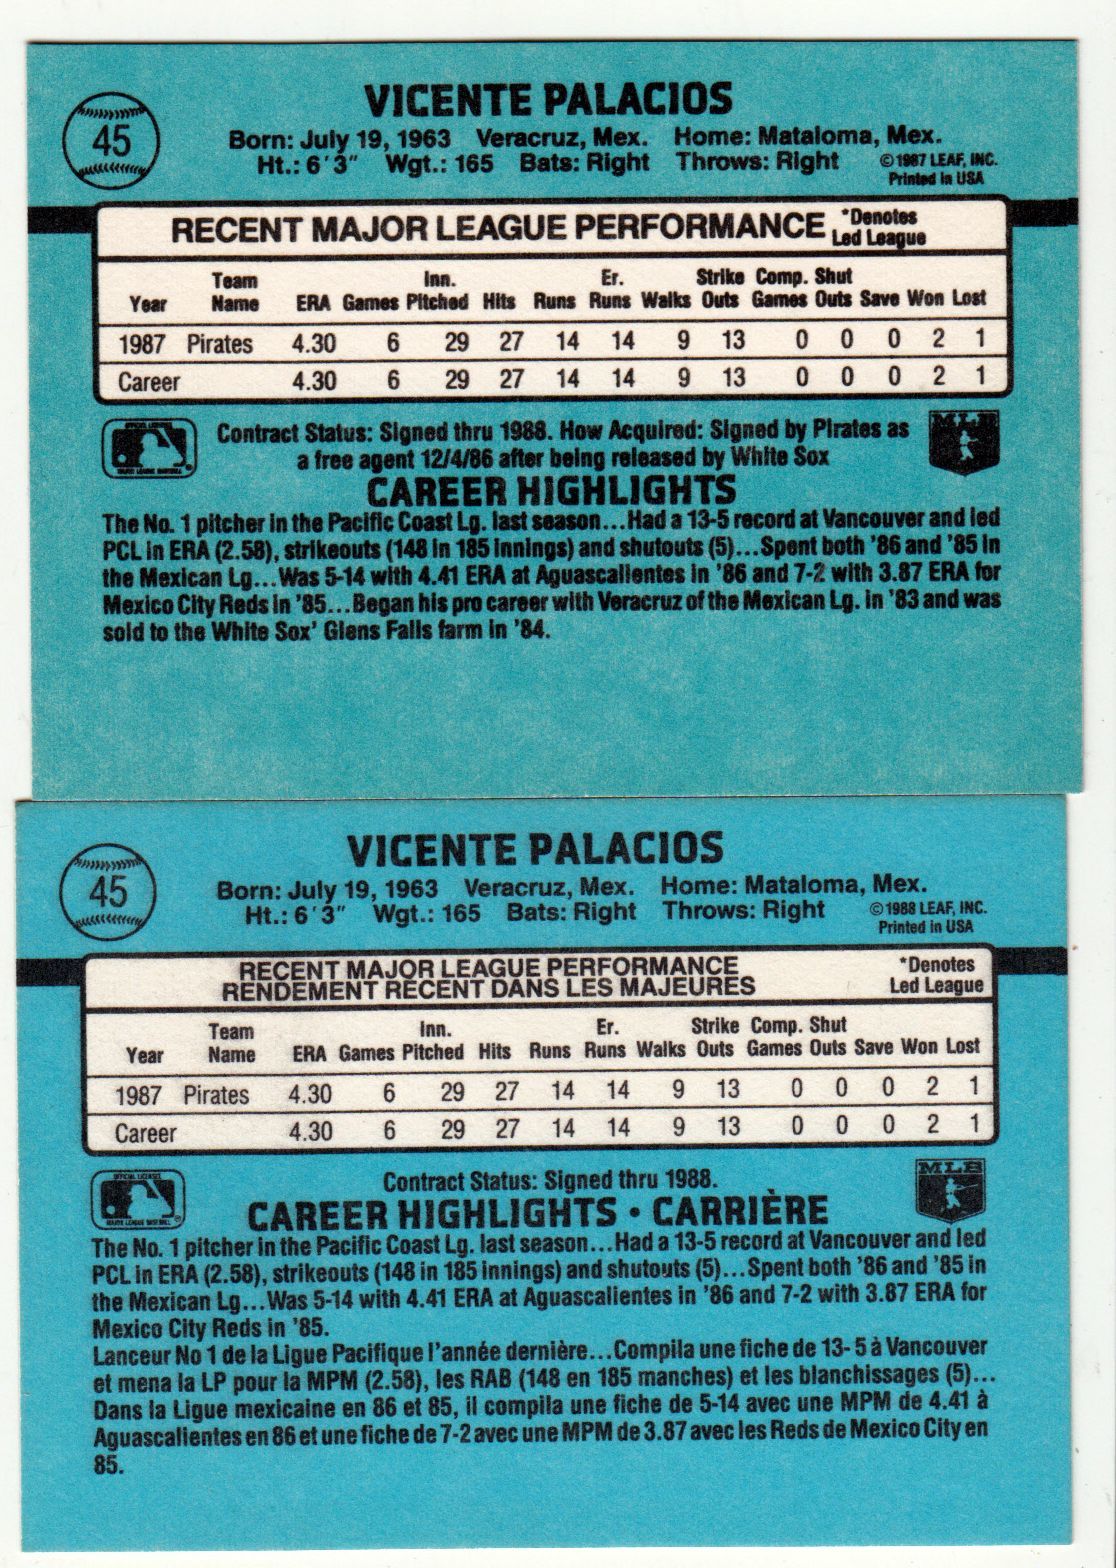 VICENTE PALACIOS
45
Born: July 19, 1963 Veracruz, Mex. Home: Mataloma, Mex.
Ht.: 6'3" Wgt.: 165 Bats: Right Throws: Right ©1987 LEAF, INC.
Printed in USA
RECENT MAJOR LEAGUE PERFORMANCE *Denotes
Led League
Team Inn. Er. Strike Comp. Shut
Year Name ERA Games Pitched Hits Runs Runs Walks Outs Games Outs Save Won Lost
1987 Pirates 4.30 6 29 27 14 14 9 13 0 0 0 2 1
Career 4.30 6 29 27 14 14 9 13 0 0 0 2 1
Contract Status: Signed thru 1988. How Acquired: Signed by Pirates as
a free agent 12/4/86 after being released by White Sox
MLB
MAJOR LEAGUE BASEBALL
CAREER HIGHLIGHTS
The No. 1 pitcher in the Pacific Coast Lg. last season...Had a 13-5 record at Vancouver and led
PCL in ERA (2.58), strikeouts (148 in 185 innings) and shutouts (5)...Spent both '86 and '85 in
the Mexican Lg...Was 5-14 with 4.41 ERA at Aguascalientes in '86 and 7-2 with 3.87 ERA for
Mexico City Reds in '85...Began his pro career with Veracruz of the Mexican Lg. in '83 and was
sold to the White Sox' Glens Falls farm in '84.
VICENTE PALACIOS
45
Born: July 19, 1963 Veracruz, Mex. Home: Mataloma, Mex.
Ht.: 6'3" Wgt.: 165 Bats: Right Throws: Right ©1988 LEAF, INC.
Printed in USA
RECENT MAJOR LEAGUE PERFORMANCE *Denotes
RENDEMENT RECENT DANS LES MAJEURES Led League
Team Inn. Er. Strike Comp. Shut
Year Name ERA Games Pitched Hits Runs Runs Walks Outs Games Outs Save Won Lost
1987 Pirates 4.30 6 29 27 14 14 9 13 0 0 0 2 1
Career 4.30 6 29 27 14 14 9 13 0 0 0 2 1
OFFICIAL LICENSEE
MAJOR LEAGUE BASEBALL
Contract Status: Signed thru 1988.
MLB
CAREER HIGHLIGHTS • CARRIÈRE
The No. 1 pitcher in the Pacific Coast Lg. last season...Had a 13-5 record at Vancouver and led
PCL in ERA (2.58), strikeouts (148 in 185 innings) and shutouts (5)...Spent both '86 and '85 in
the Mexican Lg...Was 5-14 with 4.41 ERA at Aguascalientes in '86 and 7-2 with 3.87 ERA for
Mexico City Reds in '85.
Lanceur No 1 de la Ligue Pacifique l'année dernière...Compila une fiche de 13- 5 à Vancouver
et mena la LP pour la MPM (2.58), les RAB (148 en 185 manches) et les blanchissages (5)...
Dans la Ligue mexicaine en 86 et 85, il compila une fiche de 5-14 avec une MPM de 4.41 à
Aguascalientes en 86 et une fiche de 7-2 avec une MPM de 3.87 avec les Reds de Mexico City en
85.